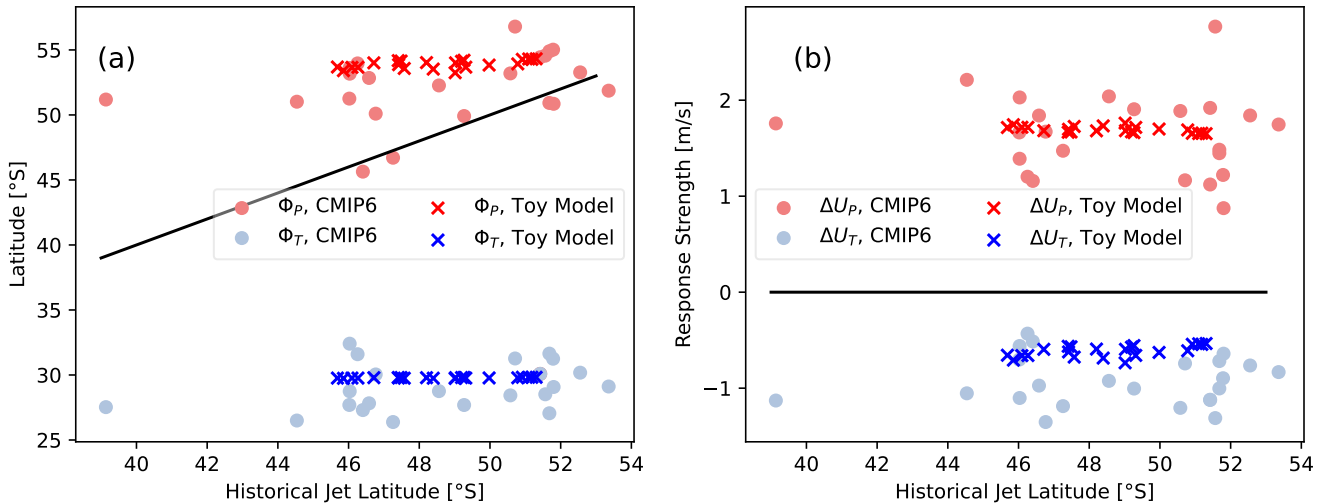 (a)
55
50
45
40
35
30
25
Latitude [°S]
Φ_P, CMIP6
Φ_T, CMIP6
Φ_P, Toy Model
Φ_T, Toy Model
40 42 44 46 48 50 52 54
Historical Jet Latitude [°S]
(b)
2
1
0
−1
Response Strength [m/s]
ΔU_P, CMIP6
ΔU_T, CMIP6
ΔU_P, Toy Model
ΔU_T, Toy Model
40 42 44 46 48 50 52 54
Historical Jet Latitude [°S]